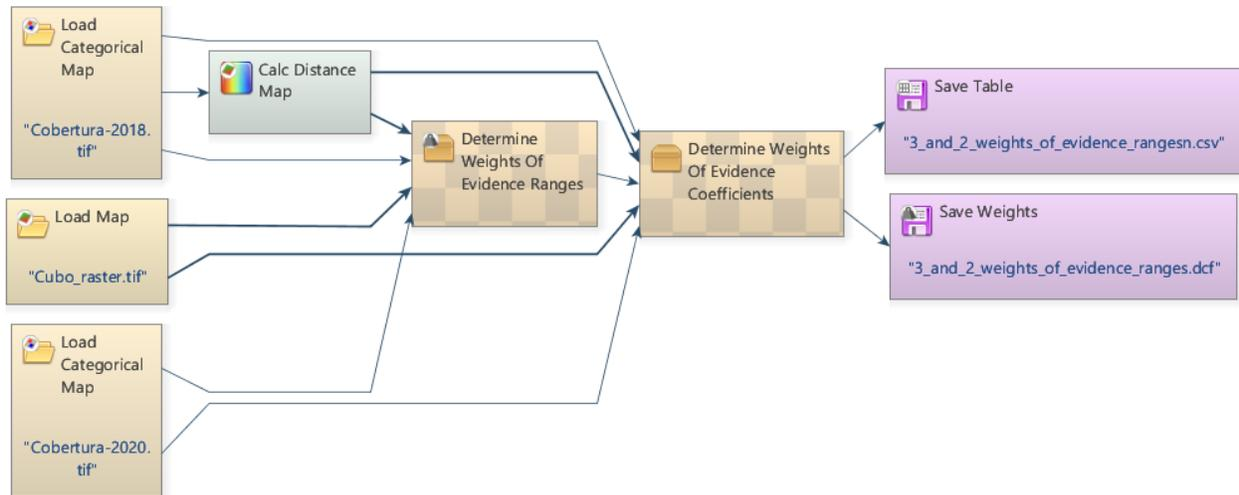 Load
Categorical
Map
"Cobertura-2018.
tif"
Calc Distance
Map
Load Map
"Cubo_raster.tif"
Load
Categorical
Map
"Cobertura-2020.
tif"
Determine
Weights Of
Evidence Ranges
Determine Weights
Of Evidence
Coefficients
Save Table
"3_and_2_weights_of_evidence_rangesn.csv"
Save Weights
"3_and_2_weights_of_evidence_ranges.dcf"